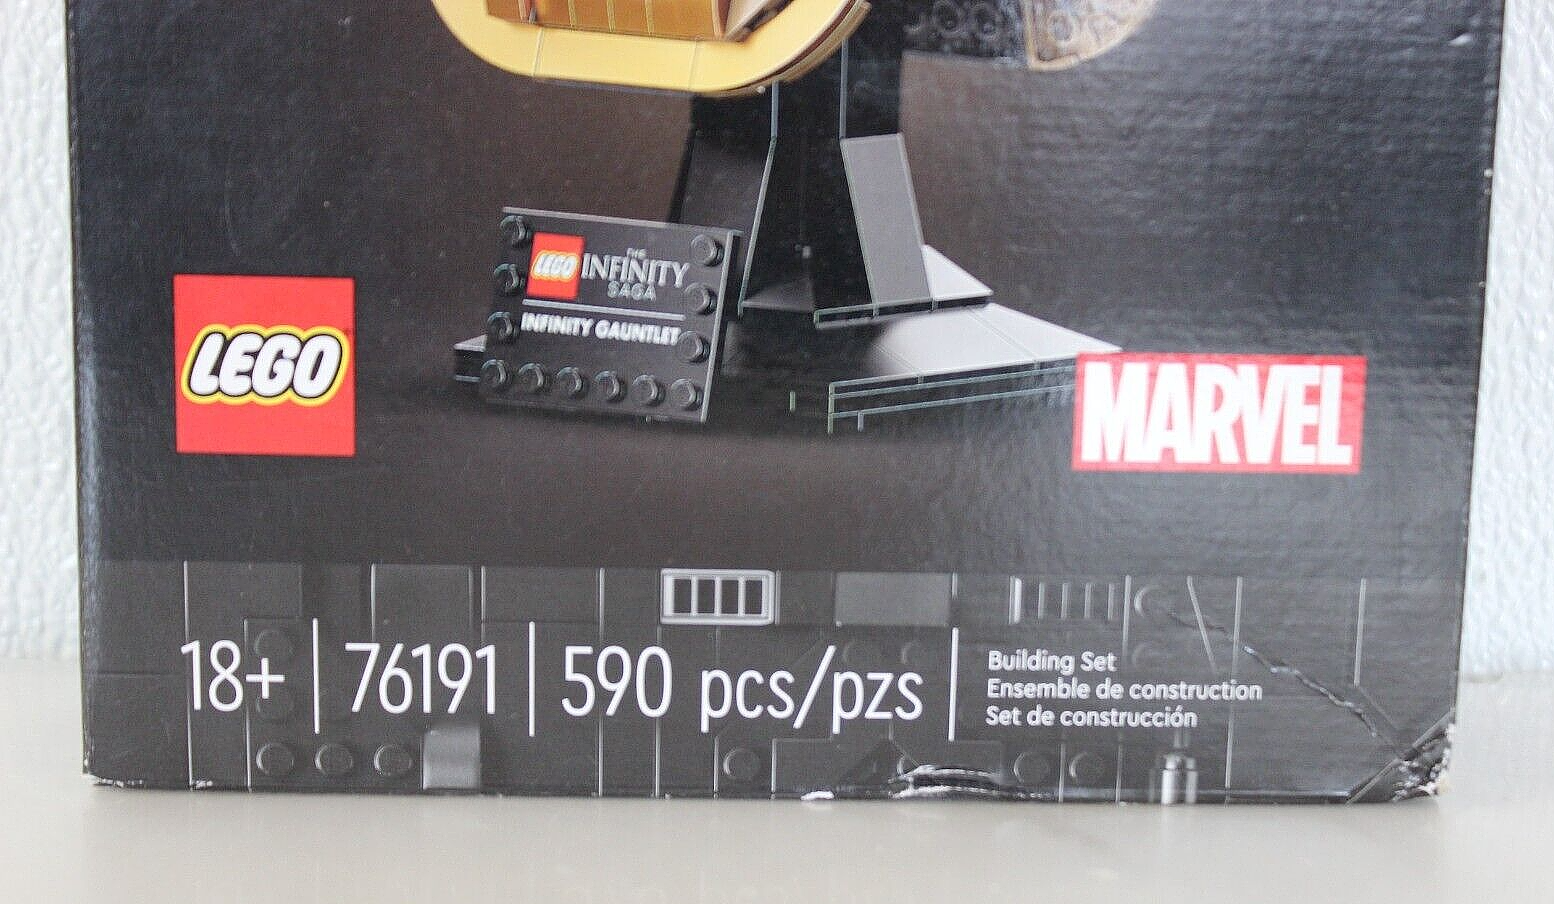 LEGO
THE
INFINITY
SAGA
INFINITY GAUNTLET
LEGO
MARVEL
18+ | 76191 | 590 pcs/pzs
Building Set
Ensemble de construction
Set de construcción